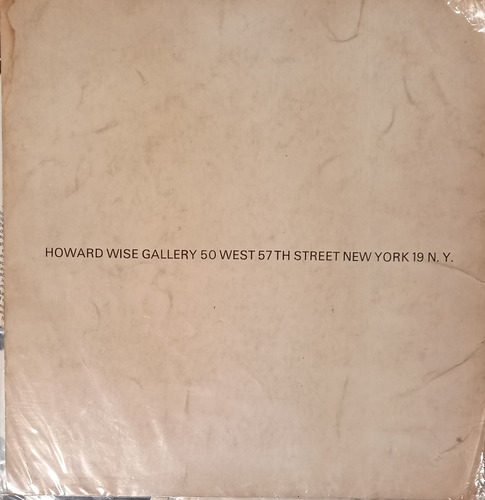 HOWARD WISE GALLERY 50 WEST 57TH STREET NEW YORK 19 N. Y.